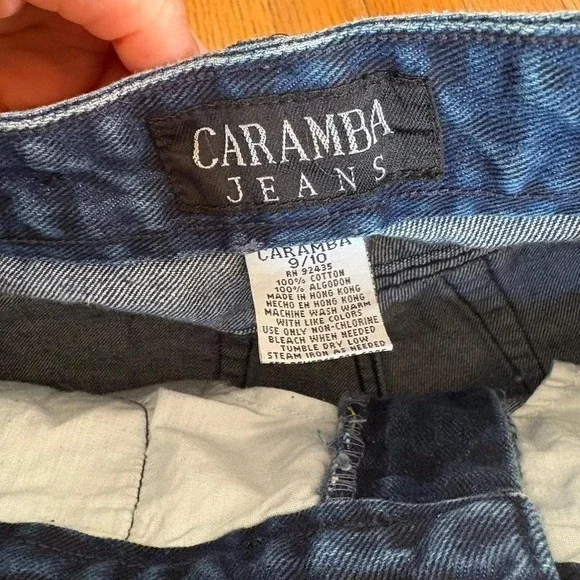 CARAMBA
JEANS
CARAMBA
9/10
RN 92435
100% COTTON
100% ALGODON
MADE IN HONG KONG
HECHO EN HONG KONG
MACHINE WASH WARM
WITH LIKE COLORS
USE ONLY NON-CHLORINE
BLEACH WHEN NEEDED
TUMBLE DRY LOW
STEAM IRON AS NEEDED